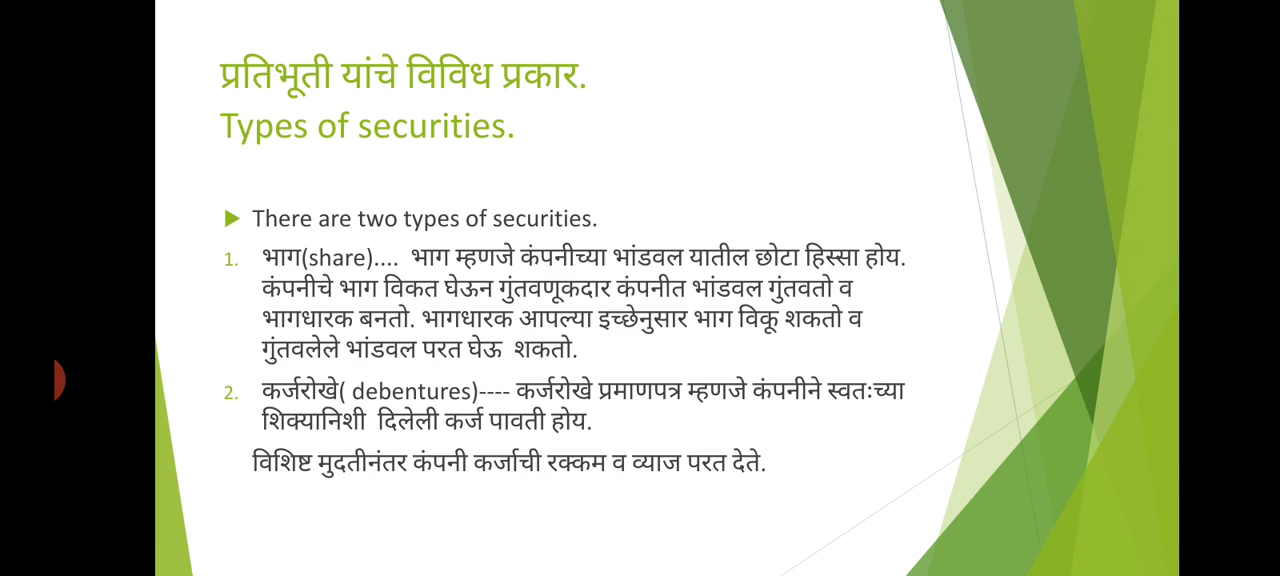 प्रतिभूती यांचे विविध प्रकार.
Types of securities.
There are two types of securities.
1. भाग(share).... भाग म्हणजे कंपनीच्या भांडवल यातील छोटा हिस्सा होय.
कंपनीचे भाग विकत घेऊन गुंतवणूकदार कंपनीत भांडवल गुंतवतो व
भागधारक बनतो. भागधारक आपल्या इच्छेनुसार भाग विकू शकतो व
गुंतवलेले भांडवल परत घेऊ शकतो.
2. कर्जरोखे( debentures)---- कर्जरोखे प्रमाणपत्र म्हणजे कंपनीने स्वतःच्या
शिक्यानिशी दिलेली कर्ज पावती होय.
विशिष्ट मुदतीनंतर कंपनी कर्जाची रक्कम व व्याज परत देते.